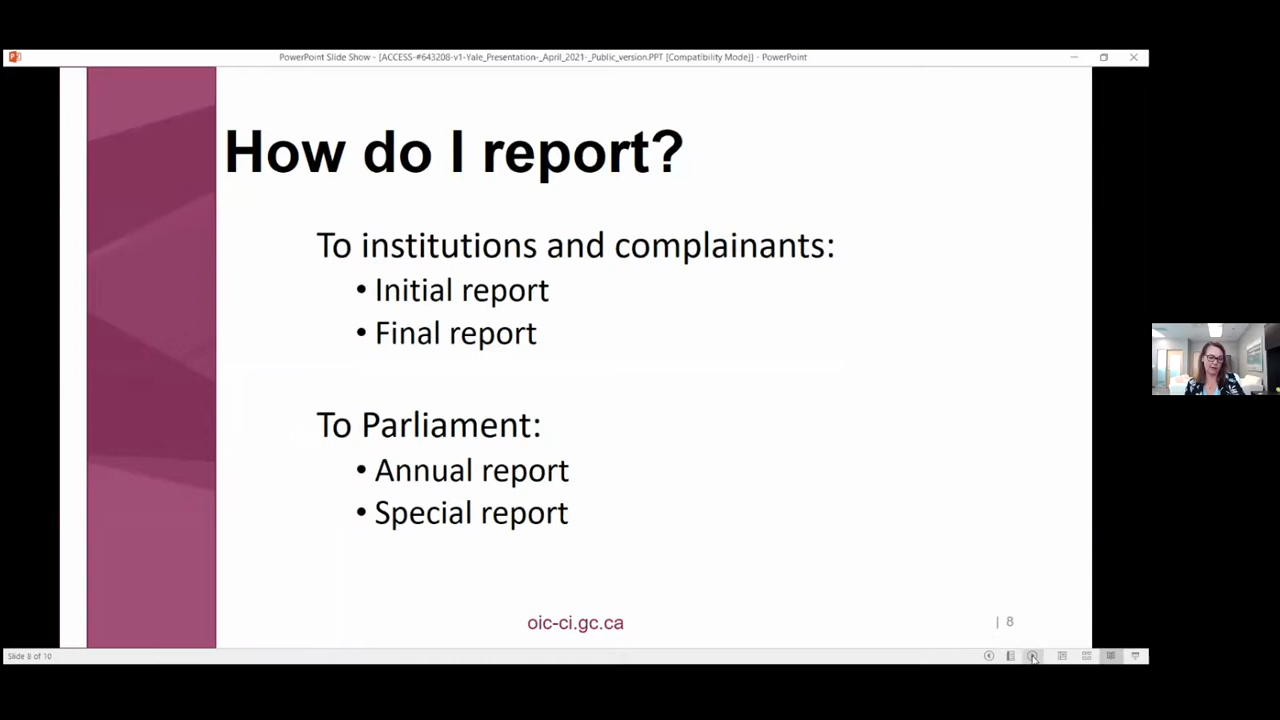 PowerPoint Slide Show - [ACCESS-#643208-v1-Yale_Presentation-_April_2021-_Public_version.PPT [Compatibility Mode]] - PowerPoint
How do I report?
To institutions and complainants:
• Initial report
• Final report
To Parliament:
• Annual report
• Special report
oic-ci.gc.ca
| 8
Slide 8 of 10